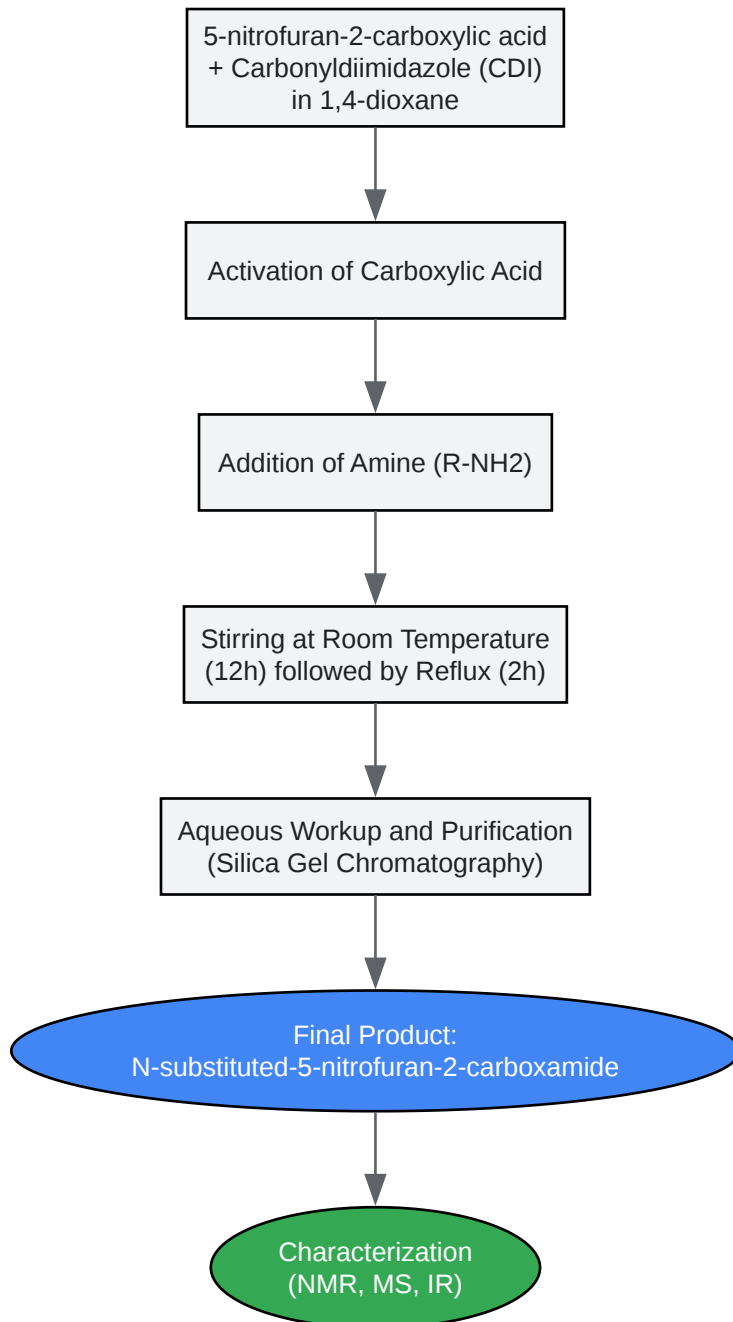 5-nitrofuran-2-carboxylic acid
+ Carbonyldiimidazole (CDI)
in 1,4-dioxane
Activation of Carboxylic Acid
Addition of Amine (R-NH2)
Stirring at Room Temperature
(12h) followed by Reflux (2h)
Aqueous Workup and Purification
(Silica Gel Chromatography)
Final Product:
N-substituted-5-nitrofuran-2-carboxamide
Characterization
(NMR, MS, IR)